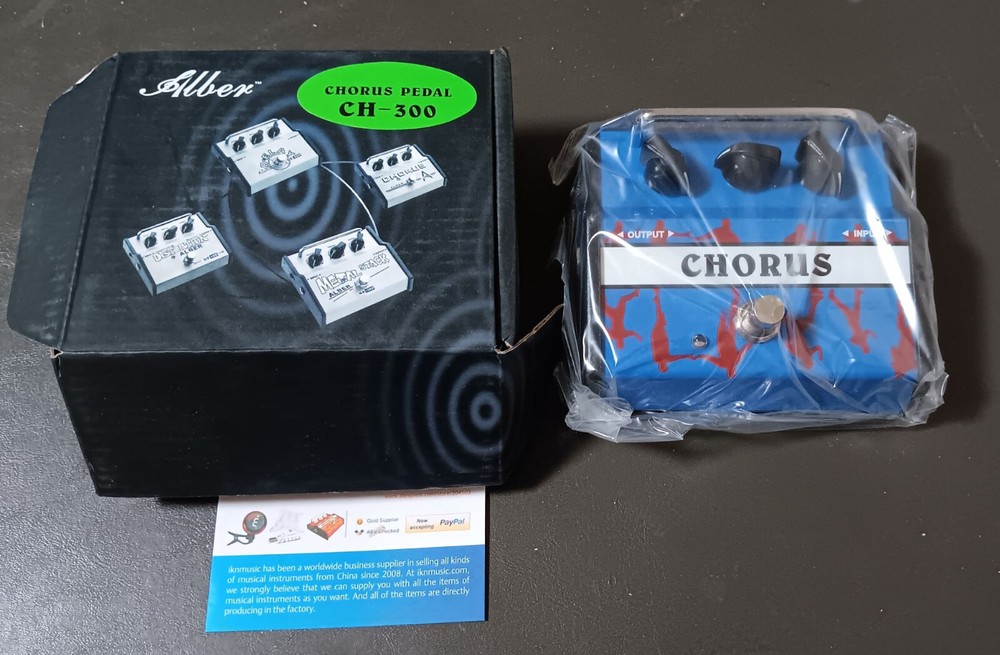 Alber™
CHORUS PEDAL
CH-300
CHORUS
METAL STACK
ALBER
◄ OUTPUT ►
◄ INPUT ►
CHORUS
Gold Supplier
Now
accepting PayPal
iknmusic has been a worldwide business supplier in selling all kinds
of musical instruments from China since 2008. At iknmusic.com,
we strongly believe that we can supply you with all the items of
musical instruments as you want. And all of the items are directly
producing in the factory.